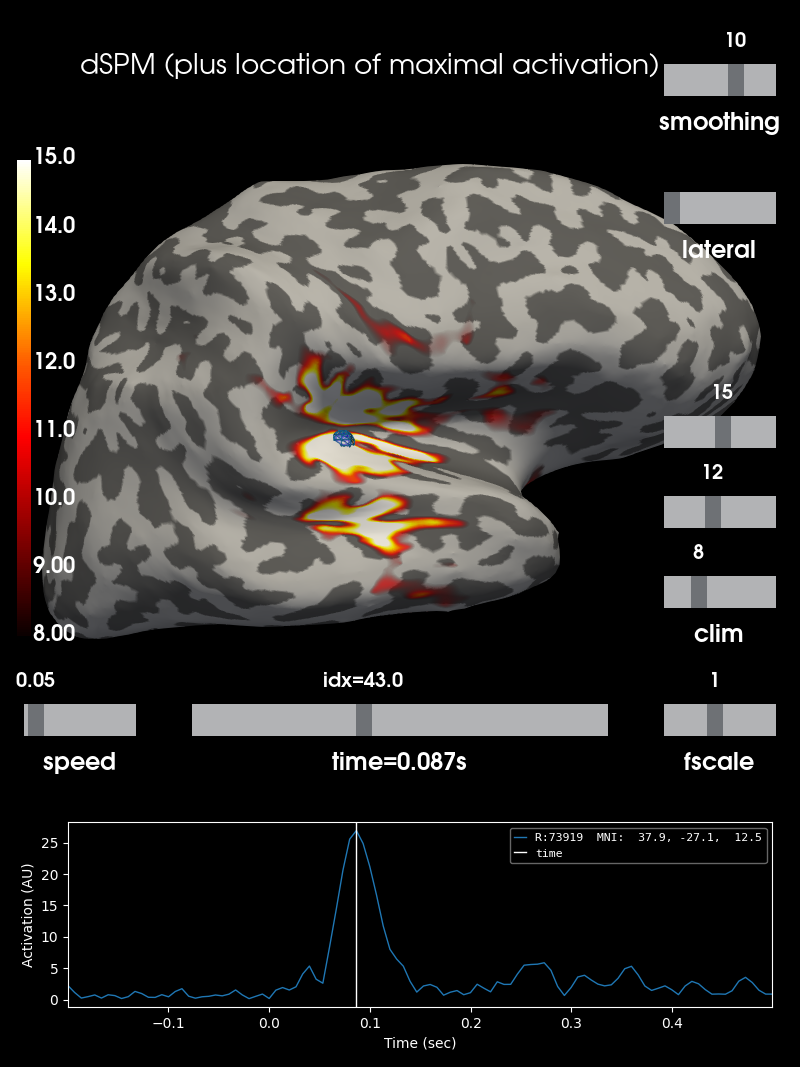 dSPM (plus location of maximal activation)
10
smoothing
lateral
15.0
14.0
13.0
12.0
11.0
10.0
9.00
8.00
15
12
8
clim
0.05
speed
idx=43.0
time=0.087s
1
fscale
R:73919  MNI:  37.9, -27.1,  12.5
time
Activation (AU)
25
20
15
10
5
0
−0.1
0.0
0.1
0.2
0.3
0.4
Time (sec)